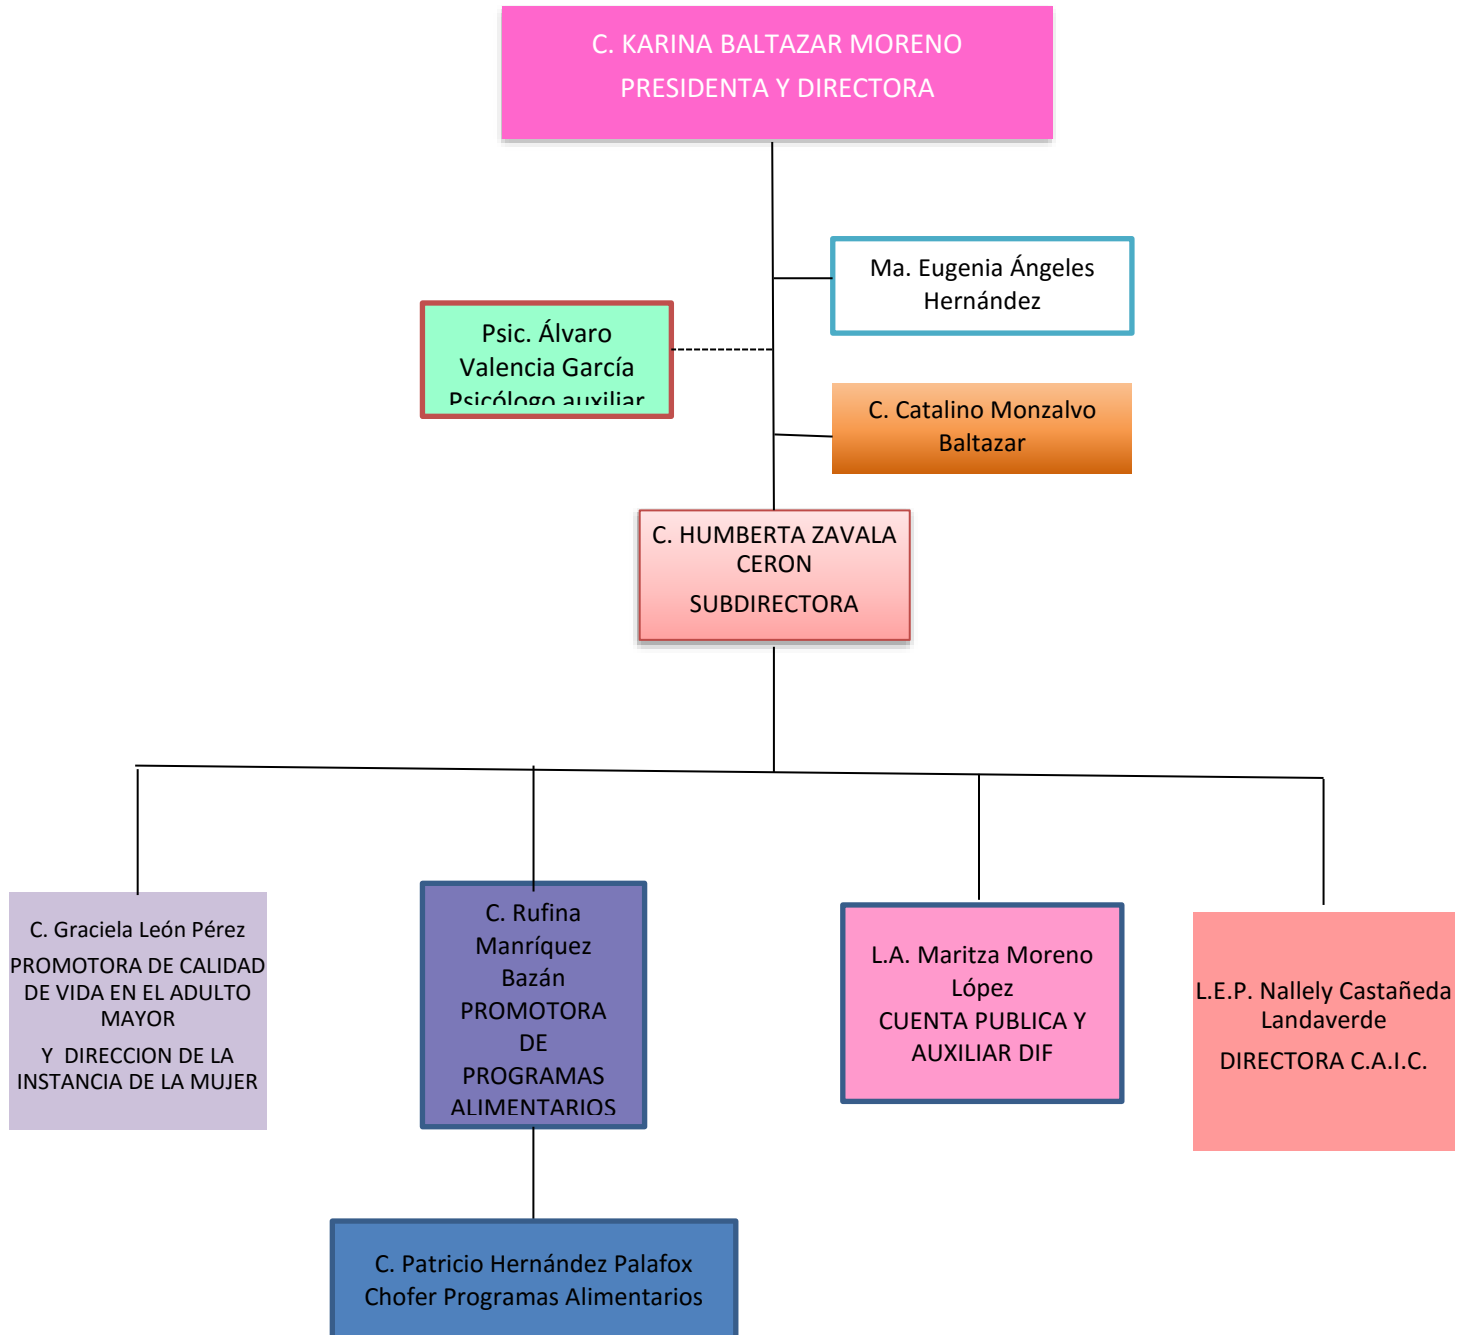 C. KARINA BALTAZAR MORENO
PRESIDENTA Y DIRECTORA
Ma. Eugenia Ángeles
Hernández
Psic. Álvaro
Valencia García
Psicólogo auxiliar
C. Catalino Monzalvo
Baltazar
C. HUMBERTA ZAVALA
CERON
SUBDIRECTORA
C. Graciela León Pérez
PROMOTORA DE CALIDAD
DE VIDA EN EL ADULTO
MAYOR
Y DIRECCION DE LA
INSTANCIA DE LA MUJER
C. Rufina
Manríquez
Bazán
PROMOTORA
DE
PROGRAMAS
ALIMENTARIOS
L.A. Maritza Moreno
López
CUENTA PUBLICA Y
AUXILIAR DIF
L.E.P. Nallely Castañeda
Landaverde
DIRECTORA C.A.I.C.
C. Patricio Hernández Palafox
Chofer Programas Alimentarios